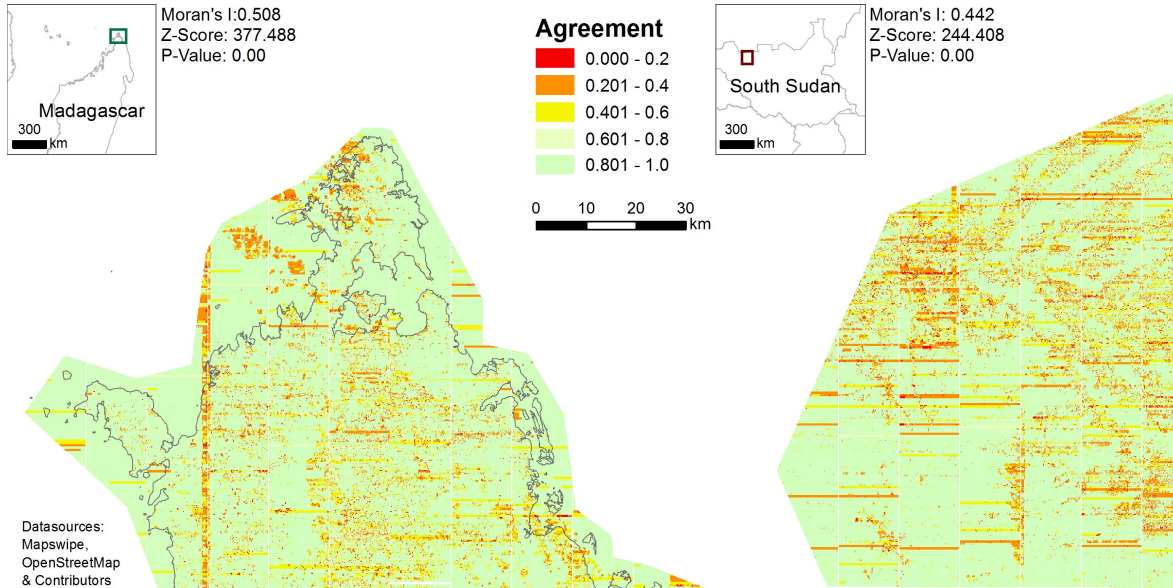 Moran's I:0.508
Z-Score: 377.488
P-Value: 0.00
Madagascar
300
km
Agreement
0.000 - 0.2
0.201 - 0.4
0.401 - 0.6
0.601 - 0.8
0.801 - 1.0
0 10 20 30
km
Moran's I: 0.442
Z-Score: 244.408
P-Value: 0.00
South Sudan
300
km
Datasources:
Mapswipe,
OpenStreetMap
& Contributors